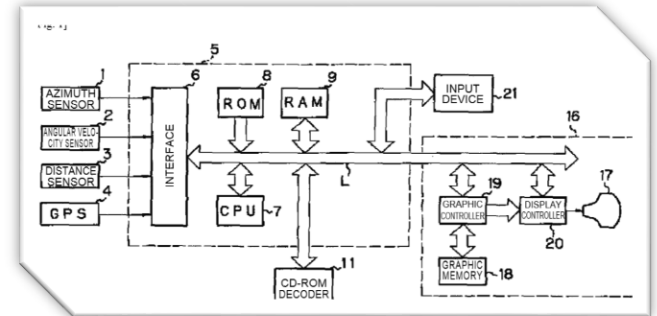 5
1
AZIMUTH
SENSOR
2
ANGULAR VELO-
CITY SENSOR
3
DISTANCE
SENSOR
4
GPS
6
INTERFACE
8
ROM
9
RAM
CPU
7
L
11
CD-ROM
DECODER
INPUT
DEVICE
21
16
17
19
GRAPHIC
CONTROLLER
DISPLAY
CONTROLLER
20
GRAPHIC
MEMORY
18